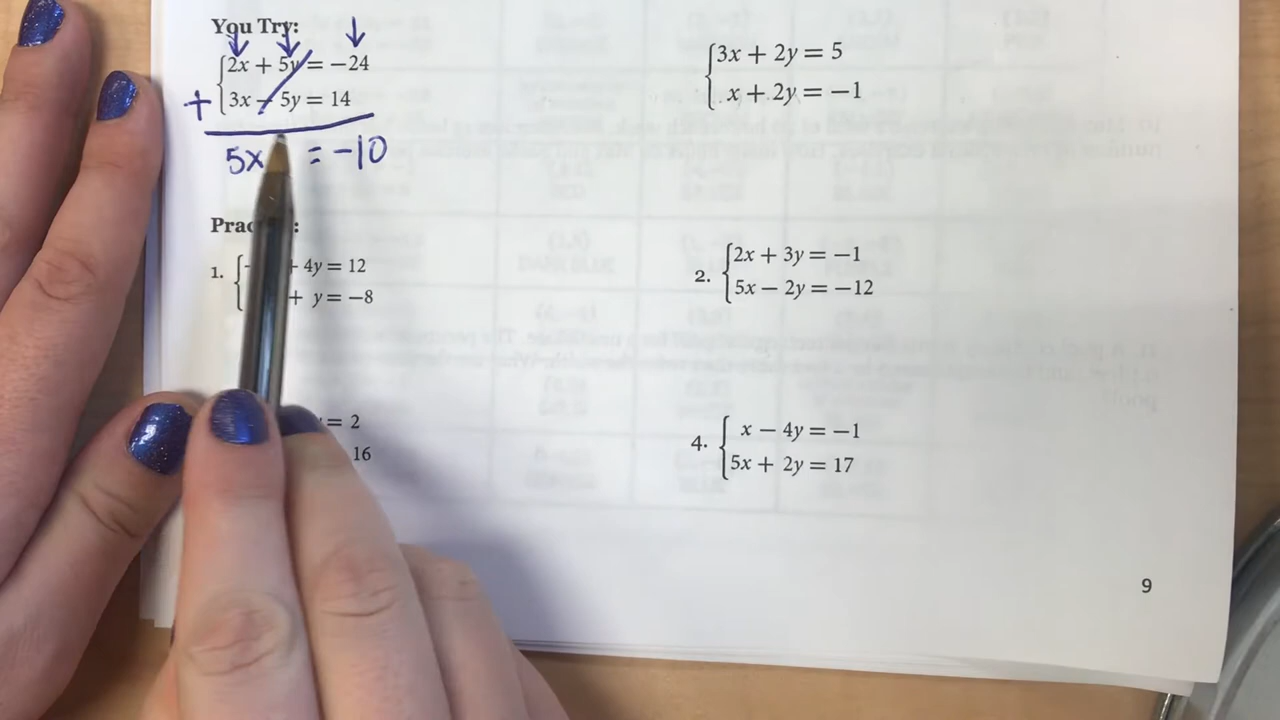 You Try:
2x + 5y = −24
+ 3x − 5y = 14
5x = -10
3x + 2y = 5
x + 2y = −1
Practice:
1. + 4y = 12
+ y = −8
2. 2x + 3y = −1
5x − 2y = −12
= 2
16
4. x − 4y = −1
5x + 2y = 17
9